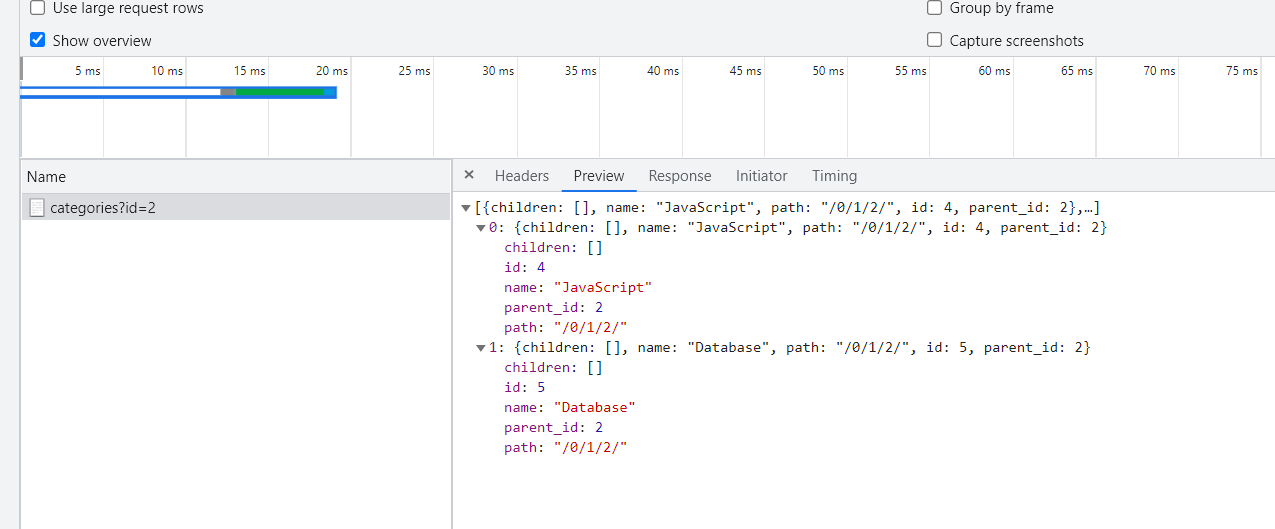 Use large request rows
Group by frame
Show overview
Capture screenshots
5 ms 10 ms 15 ms 20 ms 25 ms 30 ms 35 ms 40 ms 45 ms 50 ms 55 ms 60 ms 65 ms 70 ms 75 ms
Name
categories?id=2
× Headers Preview Response Initiator Timing
[{children: [], name: "JavaScript", path: "/0/1/2/", id: 4, parent_id: 2},…]
0: {children: [], name: "JavaScript", path: "/0/1/2/", id: 4, parent_id: 2}
children: []
id: 4
name: "JavaScript"
parent_id: 2
path: "/0/1/2/"
1: {children: [], name: "Database", path: "/0/1/2/", id: 5, parent_id: 2}
children: []
id: 5
name: "Database"
parent_id: 2
path: "/0/1/2/"